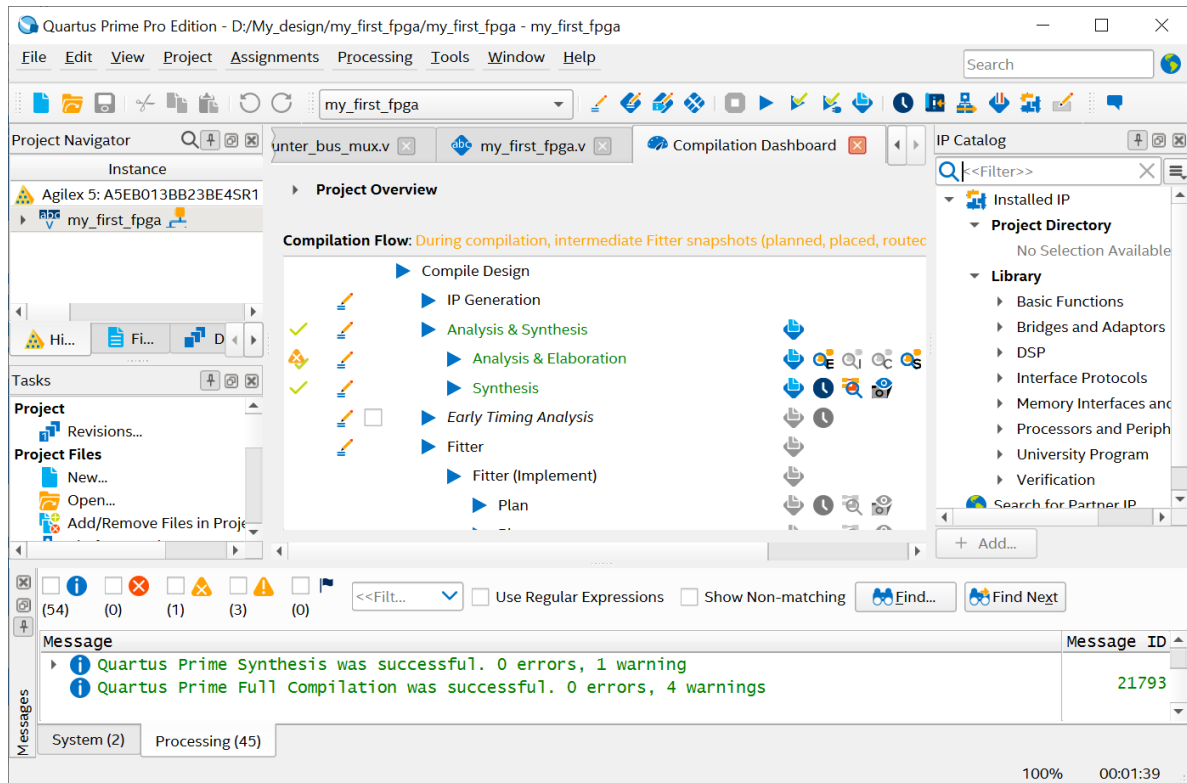 Quartus Prime Pro Edition - D:/My_design/my_first_fpga/my_first_fpga - my_first_fpga
File Edit View Project Assignments Processing Tools Window Help
Search
my_first_fpga
Project Navigator
Instance
Agilex 5: A5EB013BB23BE4SR1
my_first_fpga
Hi... Fi... D
Tasks
Project
Revisions...
Project Files
New...
Open...
Add/Remove Files in Proje
unter_bus_mux.v my_first_fpga.v Compilation Dashboard
Project Overview
Compilation Flow: During compilation, intermediate Fitter snapshots (planned, placed, routed
Compile Design
IP Generation
Analysis & Synthesis
Analysis & Elaboration
Synthesis
Early Timing Analysis
Fitter
Fitter (Implement)
Plan
IP Catalog
<<Filter>>
Installed IP
Project Directory
No Selection Available
Library
Basic Functions
Bridges and Adaptors
DSP
Interface Protocols
Memory Interfaces and
Processors and Periph
University Program
Verification
Search for Partner IP
+ Add...
(54) (0) (1) (3) (0)
<<Filt... Use Regular Expressions Show Non-matching Find... Find Next
Message Message ID
Quartus Prime Synthesis was successful. 0 errors, 1 warning
Quartus Prime Full Compilation was successful. 0 errors, 4 warnings 21793
Messages
System (2) Processing (45)
100% 00:01:39